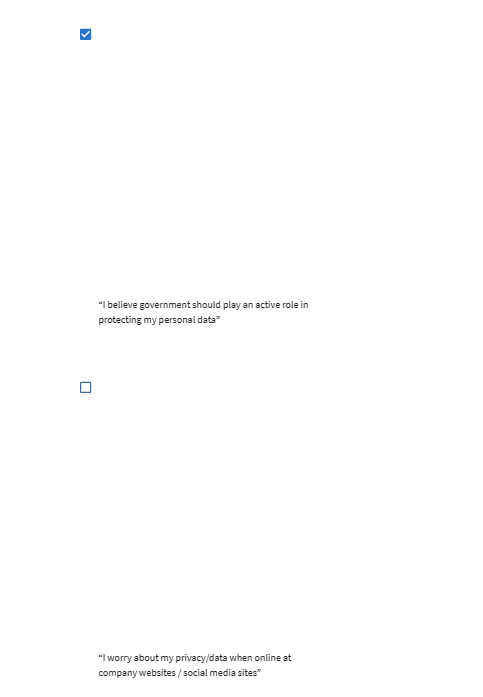 “I believe government should play an active role in
protecting my personal data”
“I worry about my privacy/data when online at
company websites / social media sites”